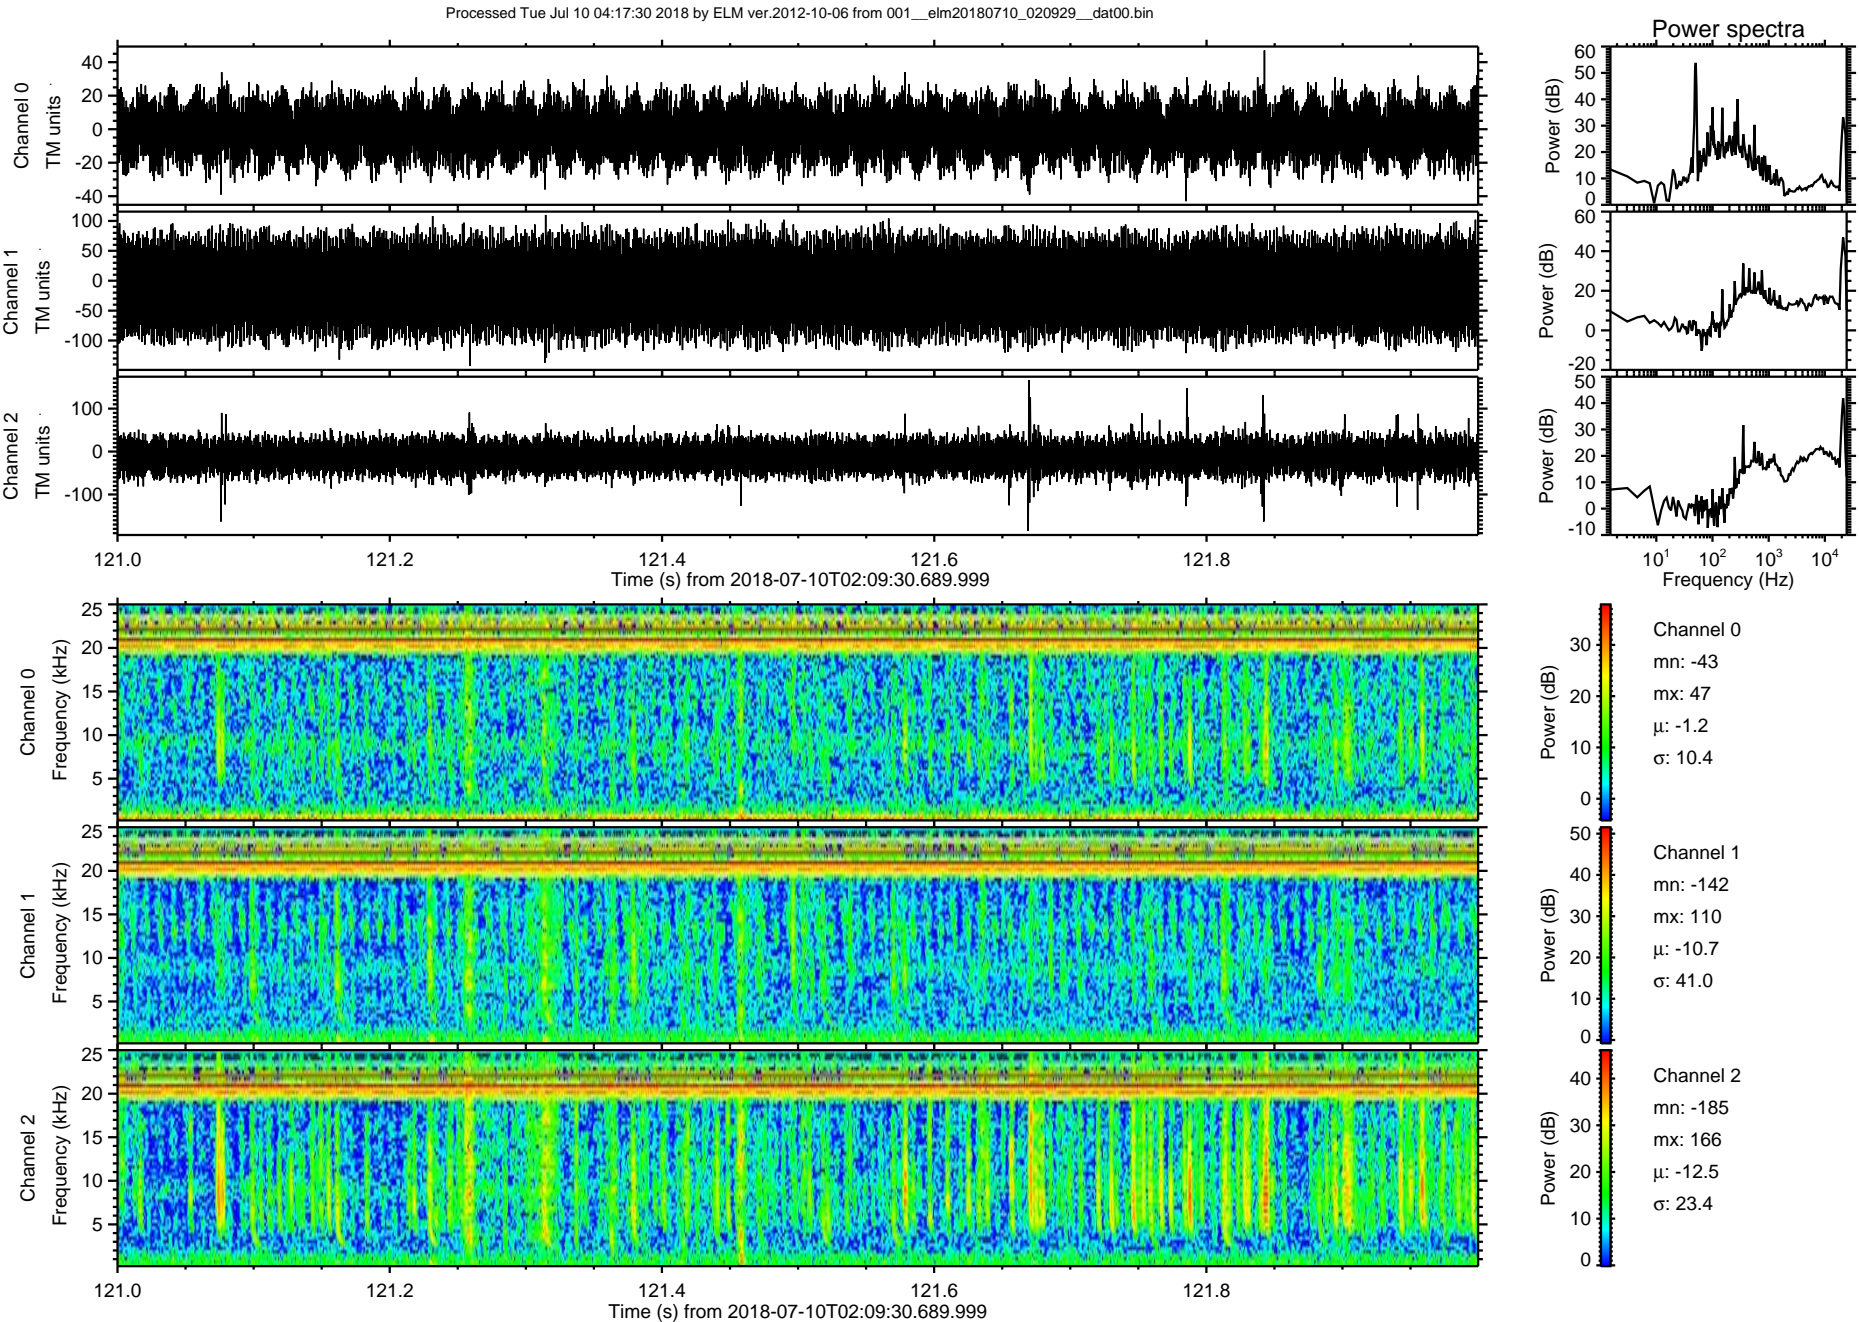 Processed Tue Jul 10 04:17:30 2018 by ELM ver.2012-10-06 from 001__elm20180710_020929__dat00.bin
Power spectra
Channel 0
TM units
40
20
0
-20
-40
Power (dB)
60
50
40
30
20
10
0
Channel 1
TM units
100
50
0
-50
-100
Power (dB)
60
40
20
0
-20
Channel 2
TM units
100
0
-100
Power (dB)
50
40
30
20
10
0
-10
121.0 121.2 121.4 121.6 121.8
Time (s) from 2018-07-10T02:09:30.689.999
10^1 10^2 10^3 10^4
Frequency (Hz)
Channel 0
Frequency (kHz)
25
20
15
10
5
Power (dB)
30
20
10
0
Channel 0
mn: -43
mx: 47
μ: -1.2
σ: 10.4
Channel 1
Frequency (kHz)
25
20
15
10
5
Power (dB)
50
40
30
20
10
0
Channel 1
mn: -142
mx: 110
μ: -10.7
σ: 41.0
Channel 2
Frequency (kHz)
25
20
15
10
5
Power (dB)
40
30
20
10
0
Channel 2
mn: -185
mx: 166
μ: -12.5
σ: 23.4
121.0 121.2 121.4 121.6 121.8
Time (s) from 2018-07-10T02:09:30.689.999